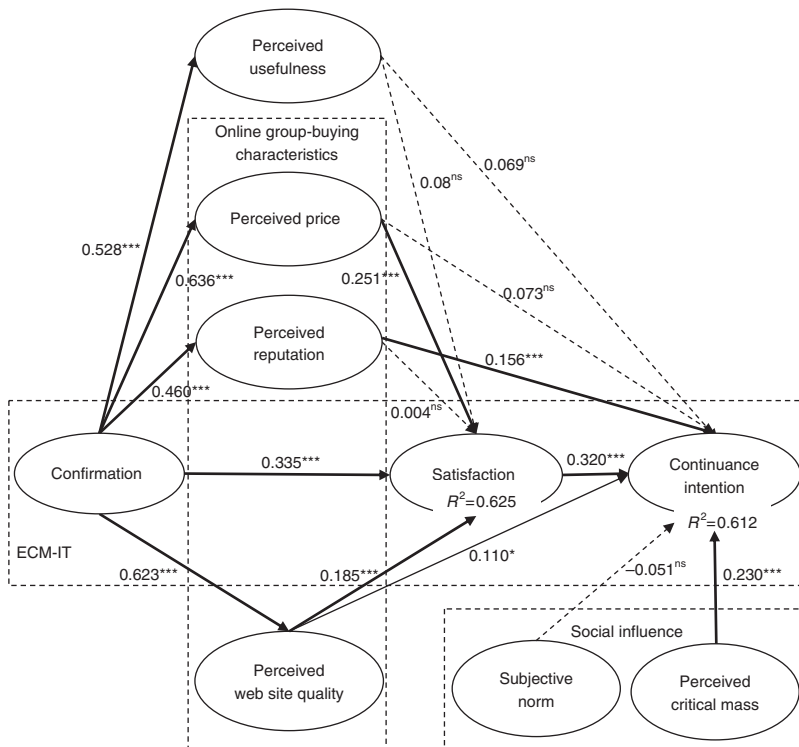 Perceived
usefulness
Online group-buying
characteristics
0.069ns
0.08ns
Perceived price
0.528***
0.636***
0.251***
0.073ns
Perceived
reputation
0.156***
0.460***
0.004ns
Confirmation
0.335***
Satisfaction
R2=0.625
0.320***
Continuance
intention
R2=0.612
ECM-IT
0.623***
0.185***
0.110*
–0.051ns
0.230***
Social influence
Perceived
web site quality
Subjective
norm
Perceived
critical mass